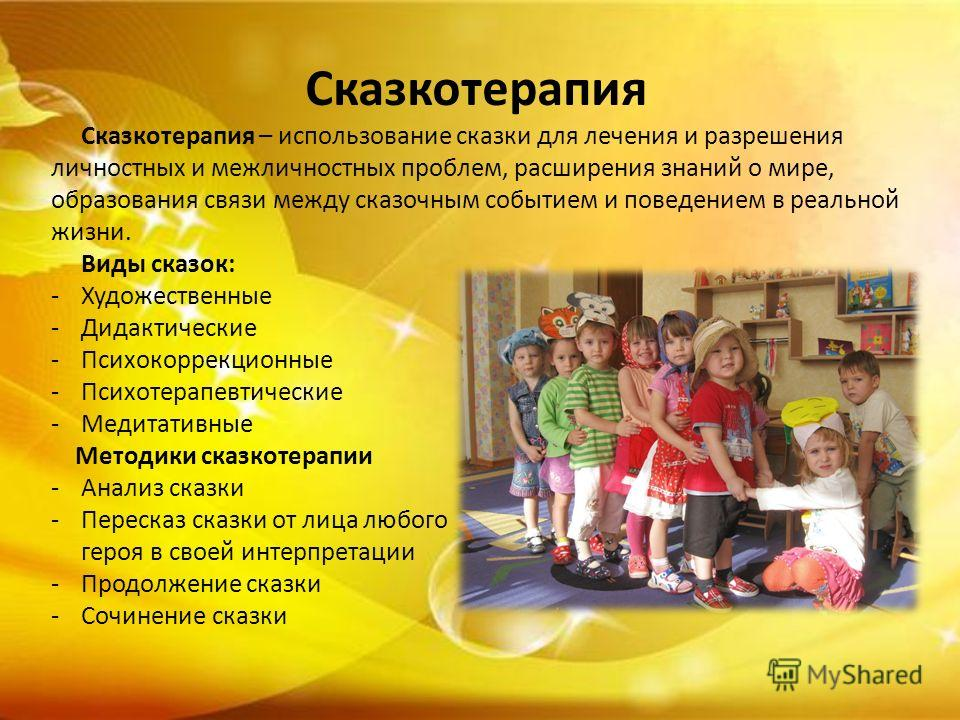 Сказкотерапия
Сказкотерапия – использование сказки для лечения и разрешения
личностных и межличностных проблем, расширения знаний о мире,
образования связи между сказочным событием и поведением в реальной
жизни.
Виды сказок:
- Художественные
- Дидактические
- Психокоррекционные
- Психотерапевтические
- Медитативные
Методики сказкотерапии
- Анализ сказки
- Пересказ сказки от лица любого
героя в своей интерпретации
- Продолжение сказки
- Сочинение сказки
MyShared